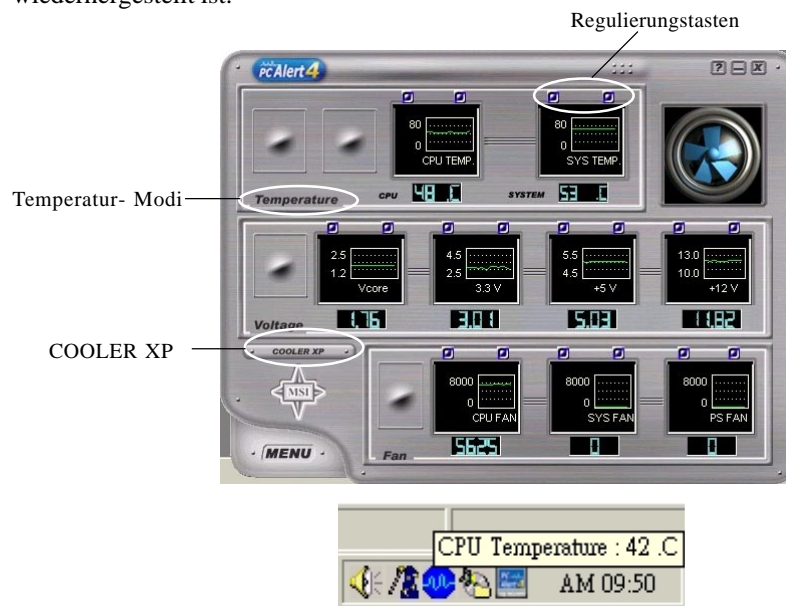 wiederhergestellt ist.
Regulierungstasten
PC Alert 4
? X
80
0
CPU TEMP.
80
0
SYS TEMP.
Temperatur- Modi
Temperature
CPU 48 .C
SYSTEM 53 .C
2.5
1.2
Vcore
4.5
2.5
3.3 V
5.5
4.5
+5 V
13.0
10.0
+12 V
Voltage
1.76
3.01
5.03
11.82
COOLER XP
COOLER XP
MSI
8000
0
CPU FAN
8000
0
SYS FAN
8000
0
PS FAN
MENU
Fan
5625
0
0
CPU Temperature : 42 .C
AM 09:50